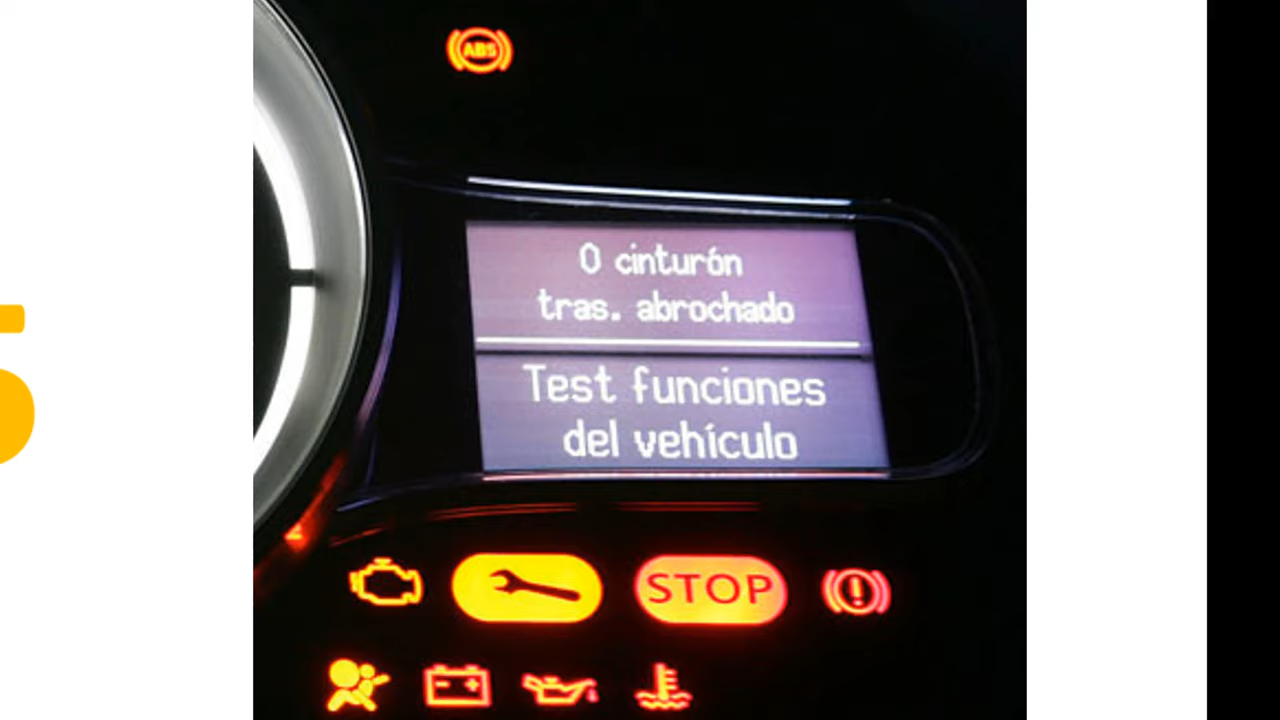 ABS
0 cinturón
tras. abrochado
Test funciones
del vehículo
STOP